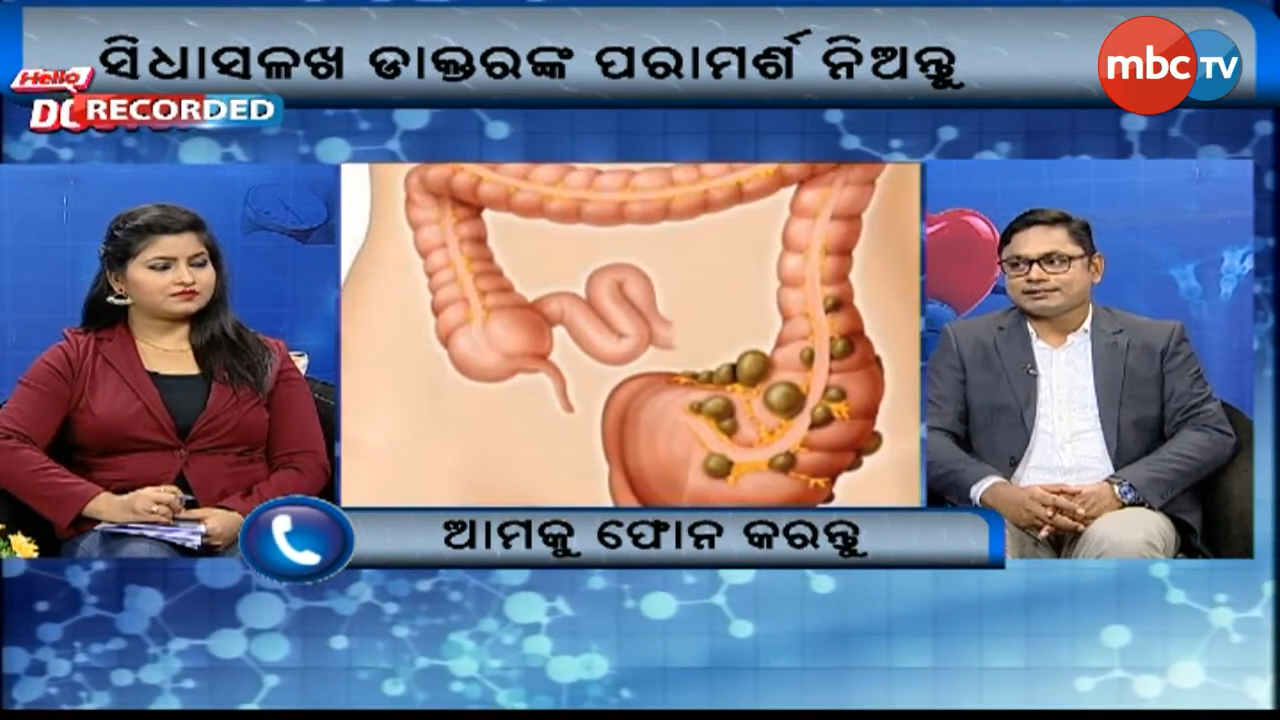 ସିଧାସଳଖ ଡାକ୍ତରଙ୍କ ପରାମର୍ଶ ନିଅନ୍ତୁ
mbc TV
Hello
RECORDED
ଆମକୁ ଫୋନ କରନ୍ତୁ